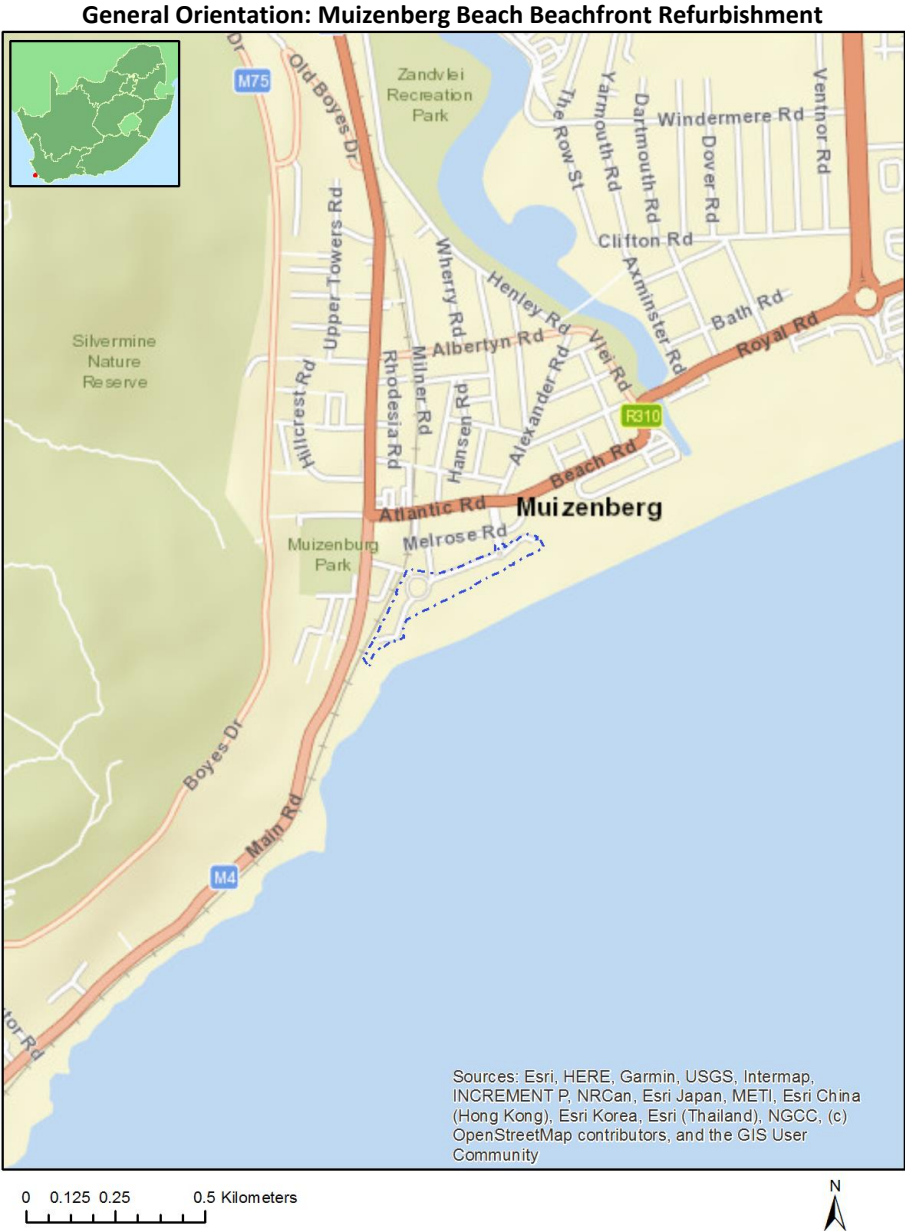 General Orientation: Muizenberg Beach Beachfront Refurbishment
Dr
M75
Old Boyes Dr
Zandvlei
Recreation
Park
The Row St
Yarmouth Rd
Dartmouth Rd
Windermere Rd
Dover Rd
Ventnor Rd
Upper Towers Rd
Clifton Rd
Wherry Rd
Henley Rd
Axminster Rd
Bath Rd
Royal Rd
Silvermine
Nature
Reserve
Albertyn Rd
Vlei Rd
Hillcrest Rd
Rhodesia Rd
Milner Rd
Hansen Rd
Alexander Rd
R310
Beach Rd
Atlantic Rd
Muizenberg
Melrose Rd
Muizenburg
Park
Boyes Dr
Main Rd
M4
tor Rd
Sources: Esri, HERE, Garmin, USGS, Intermap,
INCREMENT P, NRCan, Esri Japan, METI, Esri China
(Hong Kong), Esri Korea, Esri (Thailand), NGCC, (c)
OpenStreetMap contributors, and the GIS User
Community
0 0.125 0.25 0.5 Kilometers
N